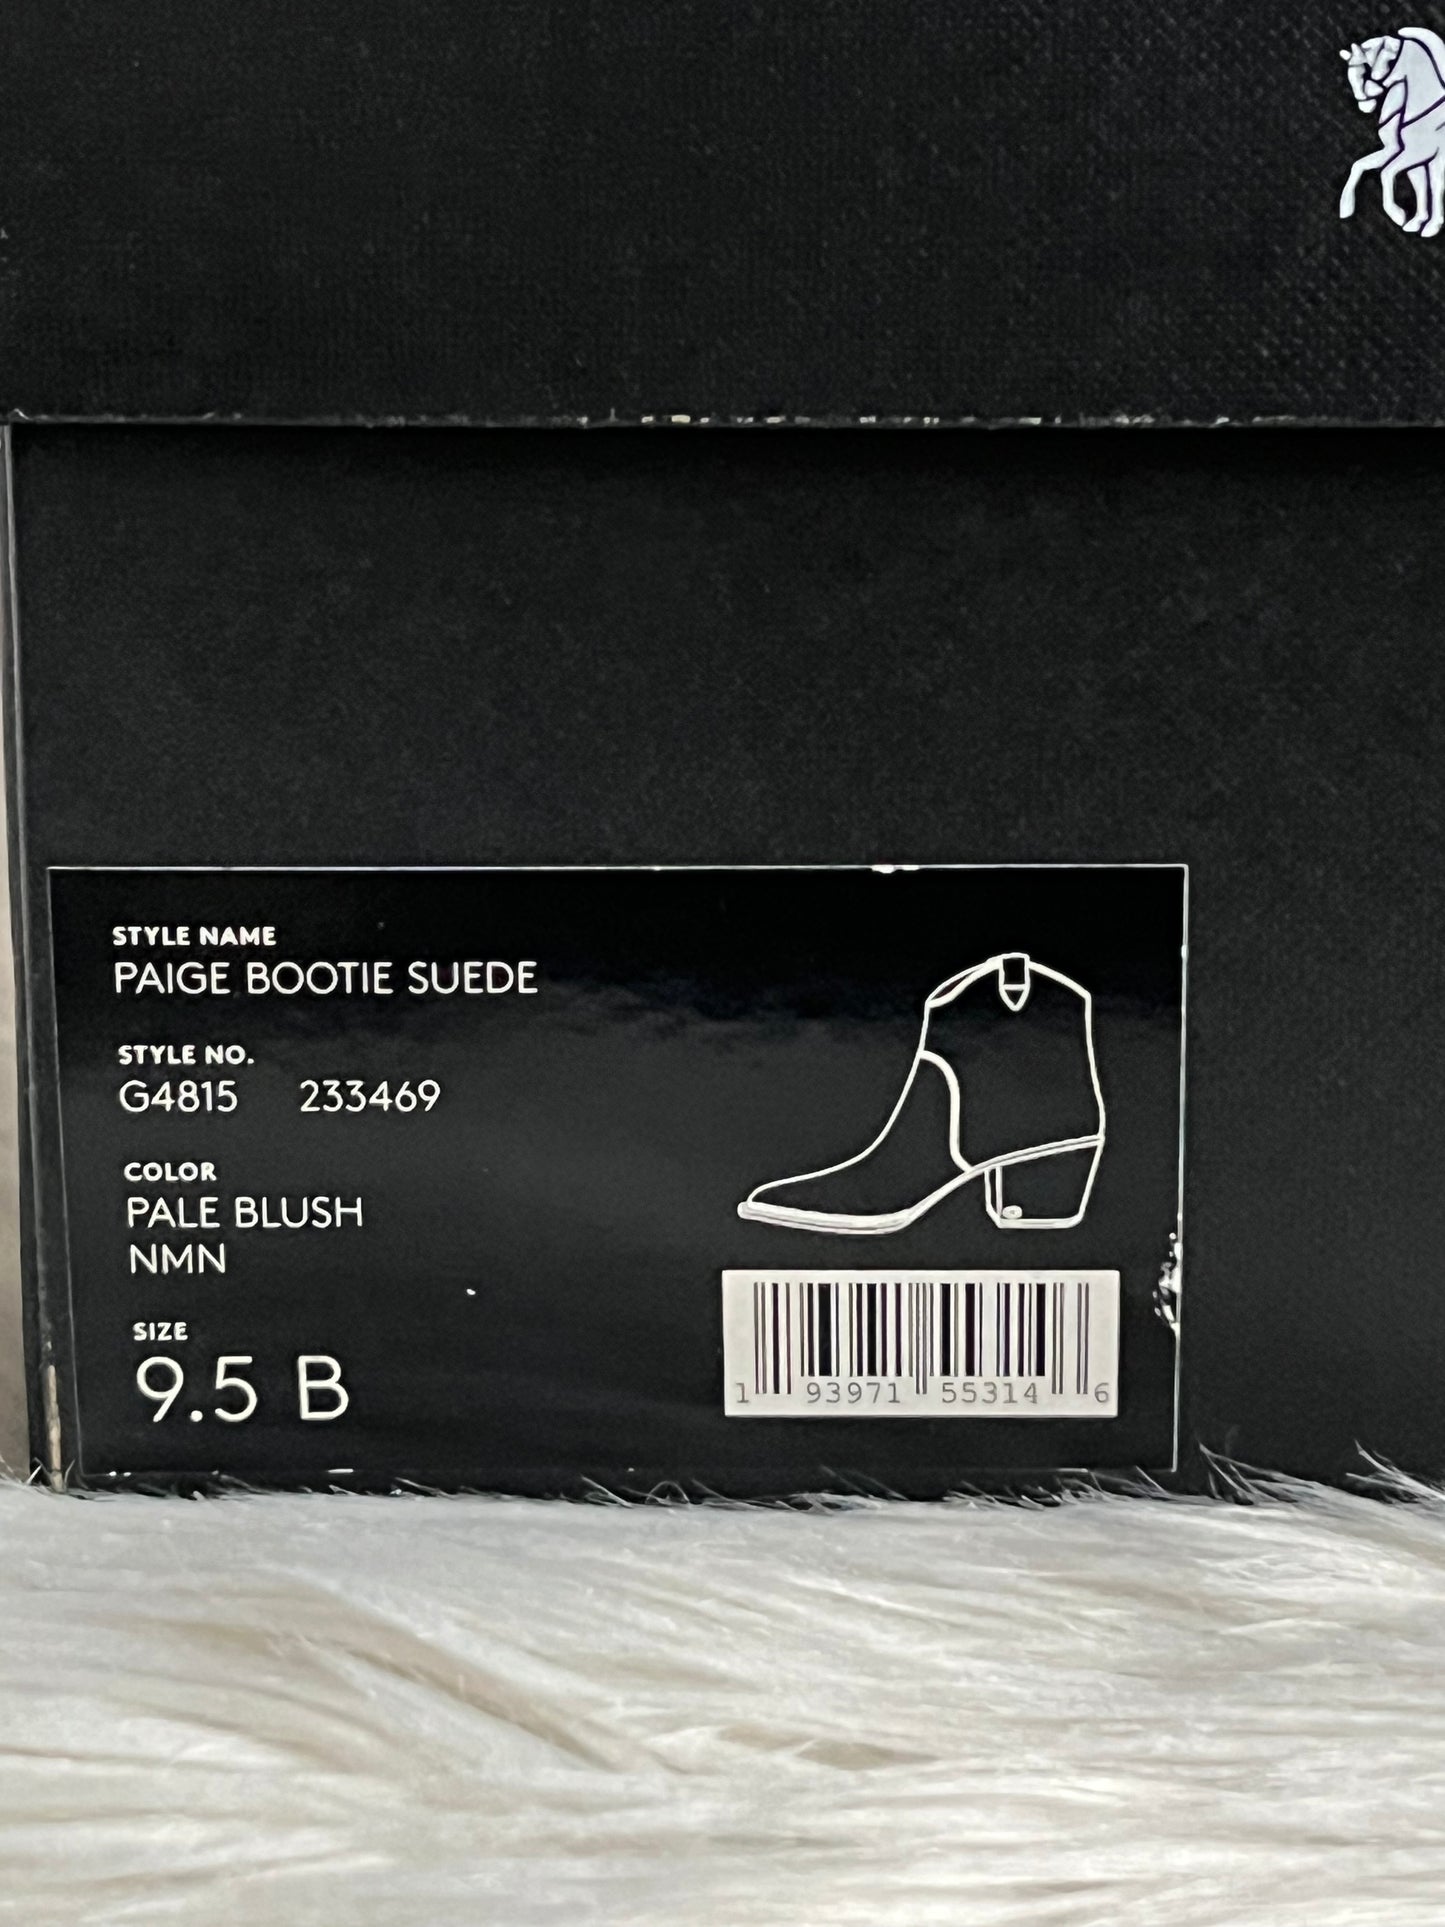 STYLE NAME
PAIGE BOOTIE SUEDE
STYLE NO.
G4815 233469
COLOR
PALE BLUSH
NMN
SIZE
9.5 B
1 93971 55314 6